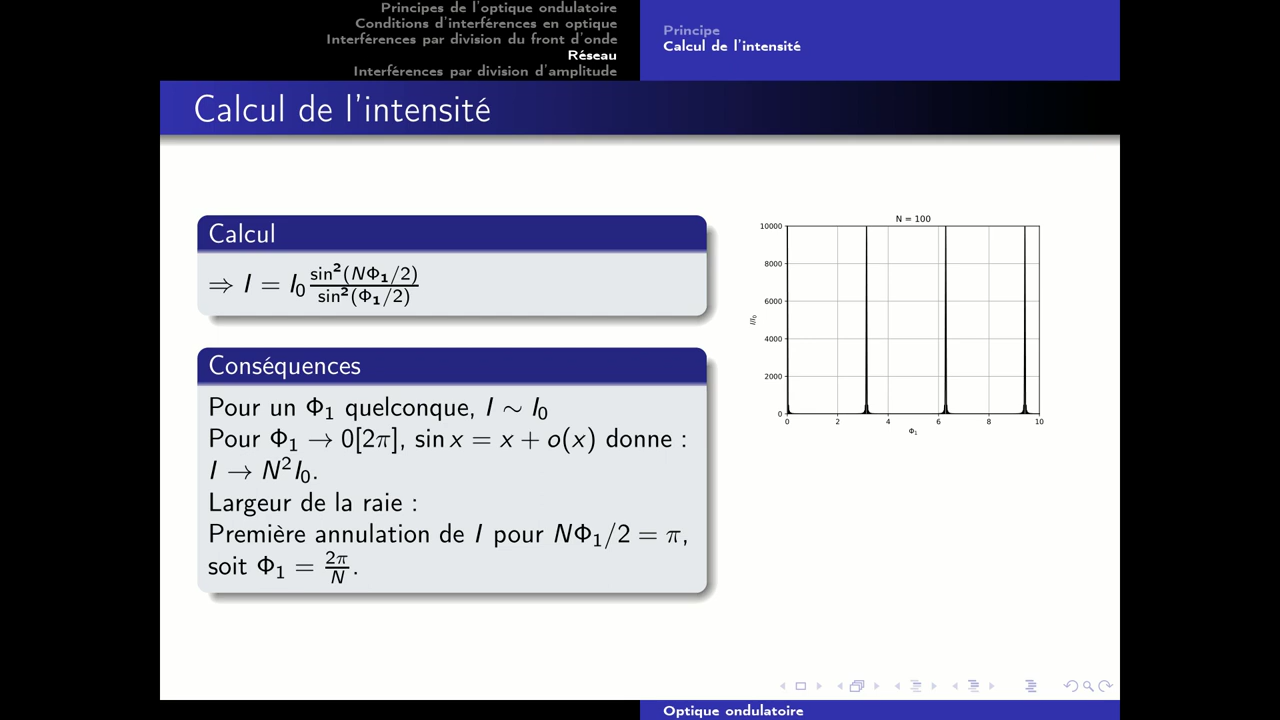 Principes de l'optique ondulatoire
Conditions d'interférences en optique
Interférences par division du front d'onde
Réseau
Interférences par division d'amplitude
Principe
Calcul de l'intensité
Calcul de l'intensité
Calcul
⇒ I = I₀ sin²(NΦ₁/2) / sin²(Φ₁/2)
Conséquences
Pour un Φ₁ quelconque, I ∼ I₀
Pour Φ₁ → 0[2π], sin x = x + o(x) donne :
I → N²I₀.
Largeur de la raie :
Première annulation de I pour NΦ₁/2 = π,
soit Φ₁ = 2π/N.
N = 100
10000
8000
6000
4000
2000
0
I/I₀
0 2 4 6 8 10
Φ₁
Optique ondulatoire